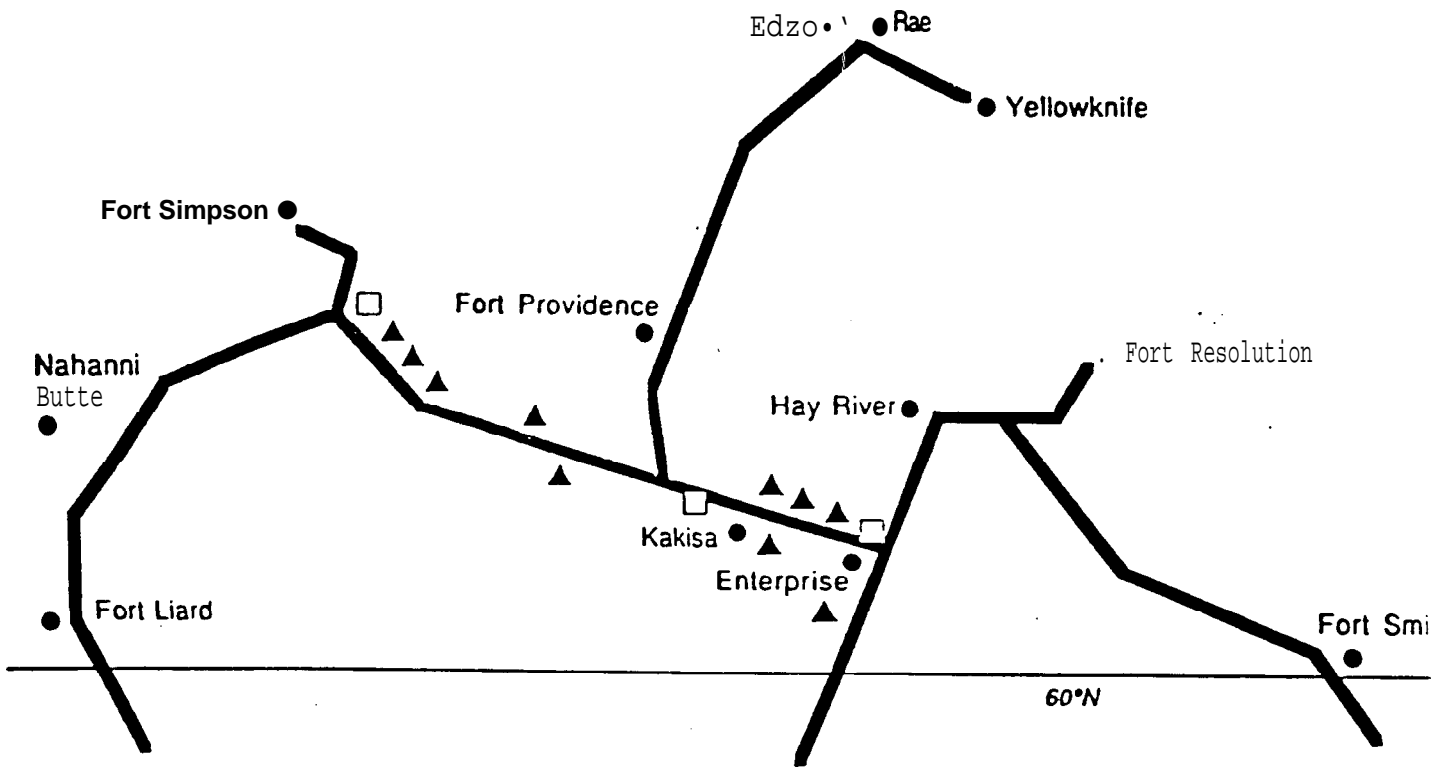 Edzo
Rae
Yellowknife
Fort Simpson
Fort Providence
Nahanni
Butte
Fort Resolution
Hay River
Kakisa
Enterprise
Fort Liard
Fort Smi
60°N